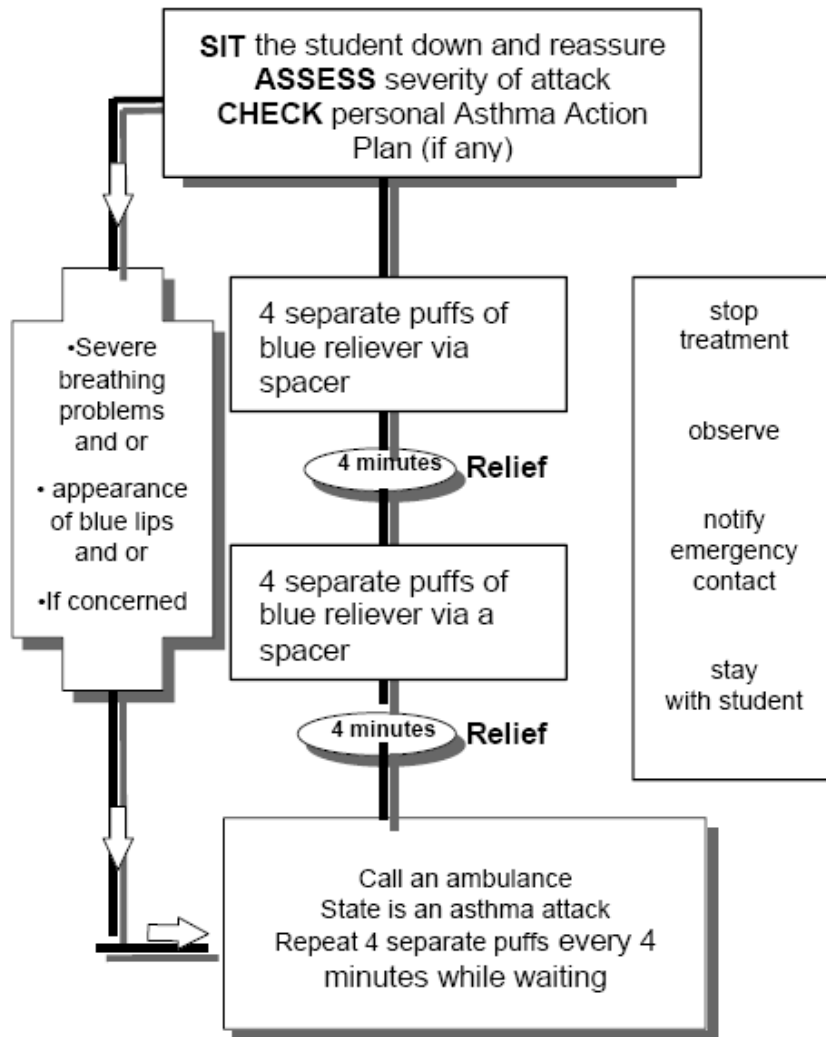 SIT the student down and reassure
ASSESS severity of attack
CHECK personal Asthma Action
Plan (if any)
•Severe
breathing
problems
and or
• appearance
of blue lips
and or
•If concerned
4 separate puffs of
blue reliever via
spacer
4 minutes Relief
4 separate puffs of
blue reliever via a
spacer
4 minutes Relief
stop
treatment
observe
notify
emergency
contact
stay
with student
Call an ambulance
State is an asthma attack
Repeat 4 separate puffs every 4
minutes while waiting